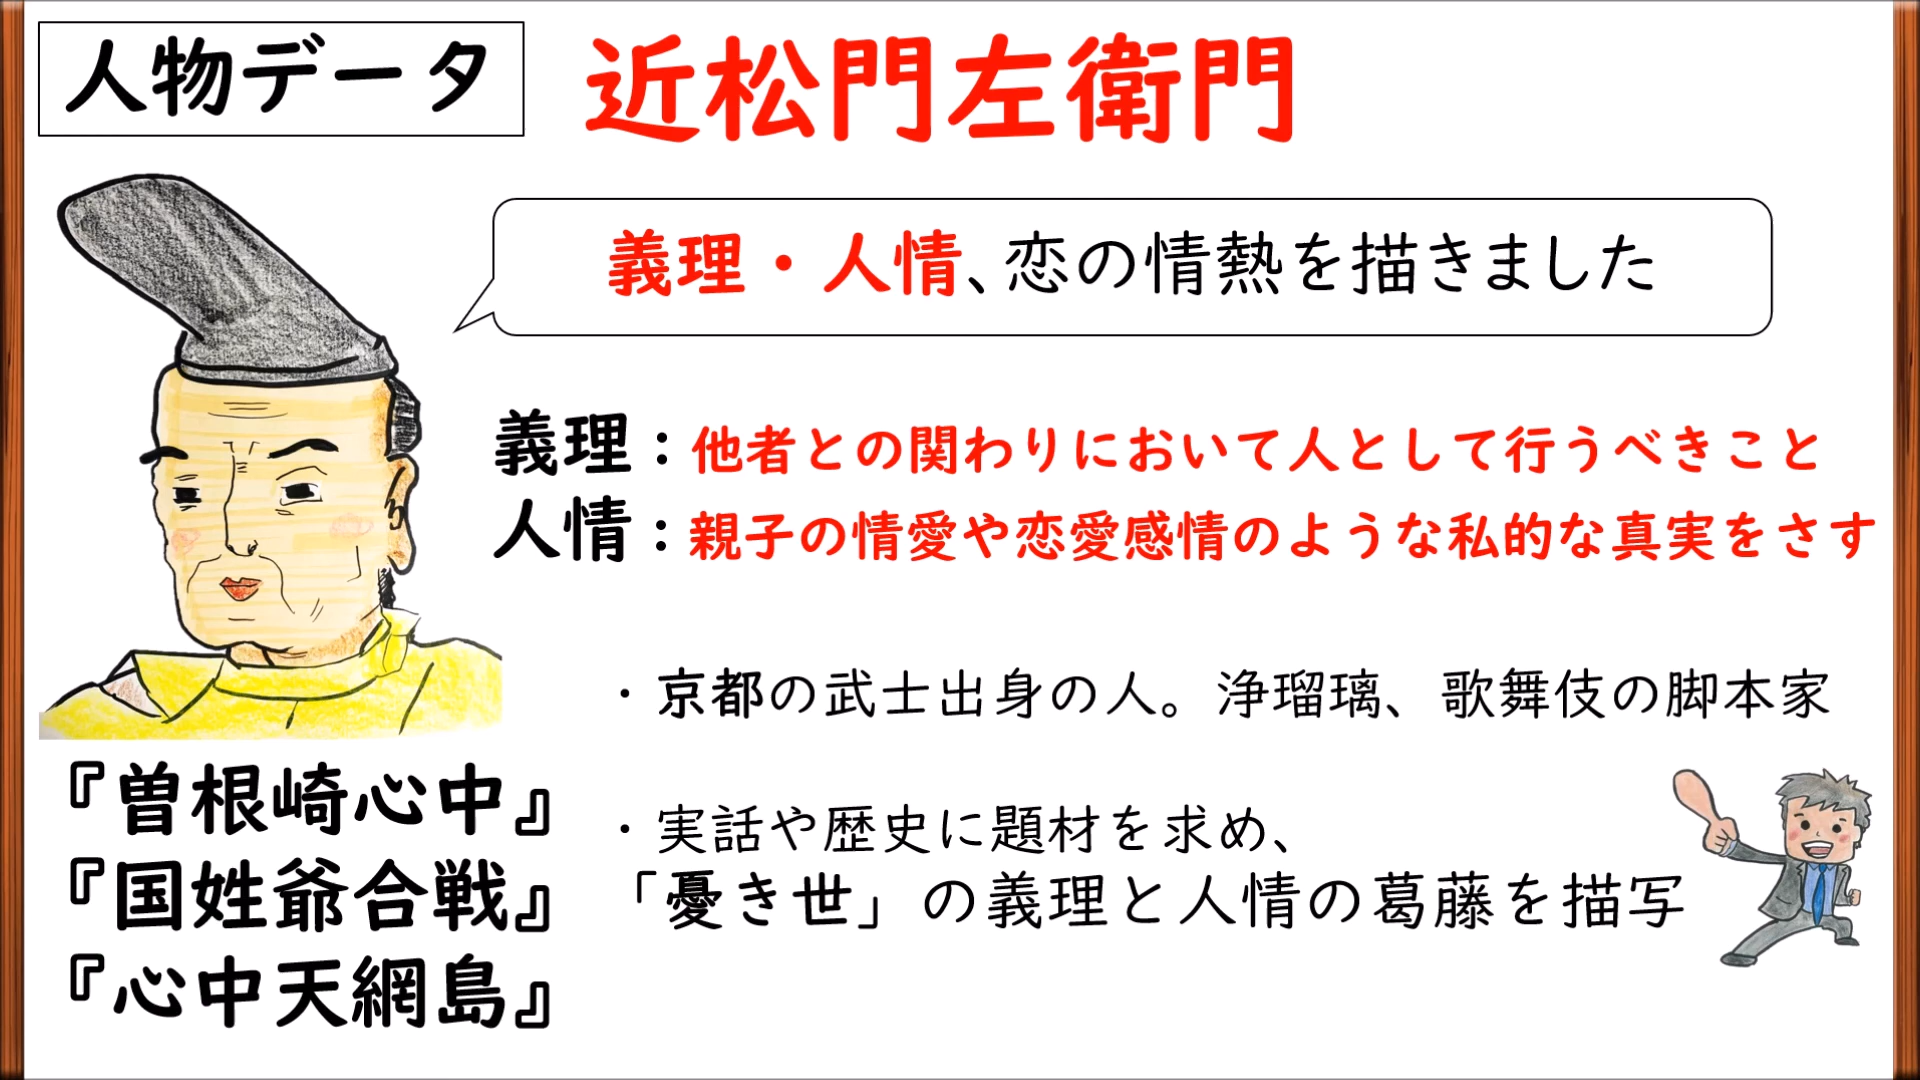 人物データ
近松門左衛門
義理・人情、恋の情熱を描きました
義理：他者との関わりにおいて人として行うべきこと
人情：親子の情愛や恋愛感情のような私的な真実をさす
・京都の武士出身の人。浄瑠璃、歌舞伎の脚本家
・実話や歴史に題材を求め、
「憂き世」の義理と人情の葛藤を描写
『曽根崎心中』
『国姓爺合戦』
『心中天網島』